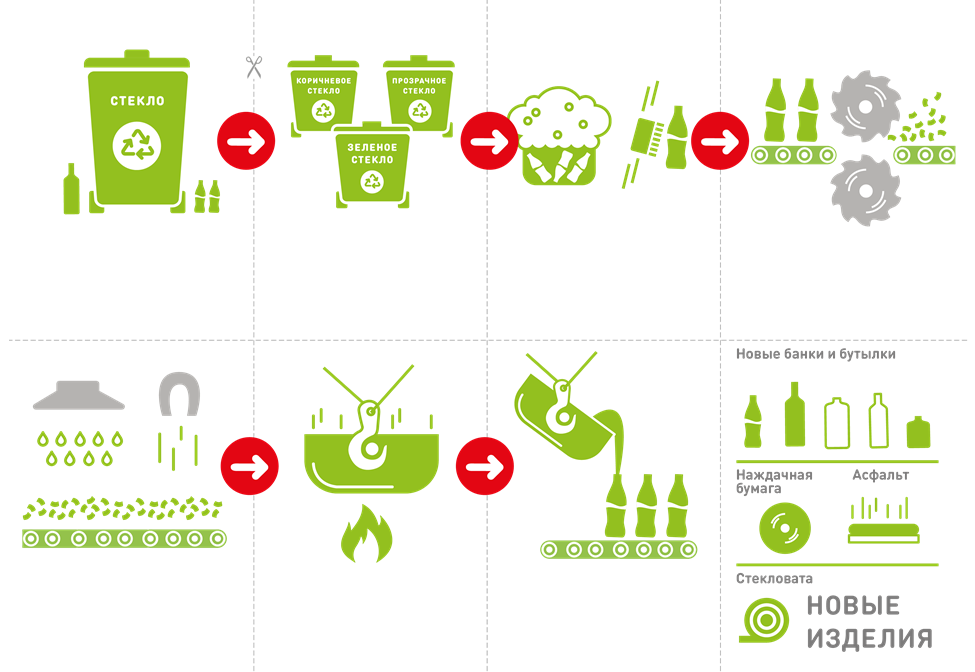 СТЕКЛО
КОРИЧНЕВОЕ
СТЕКЛО
ПРОЗРАЧНОЕ
СТЕКЛО
ЗЕЛЕНОЕ
СТЕКЛО
Новые банки и бутылки
Наждачная
бумага
Асфальт
Стекловата
НОВЫЕ
ИЗДЕЛИЯ